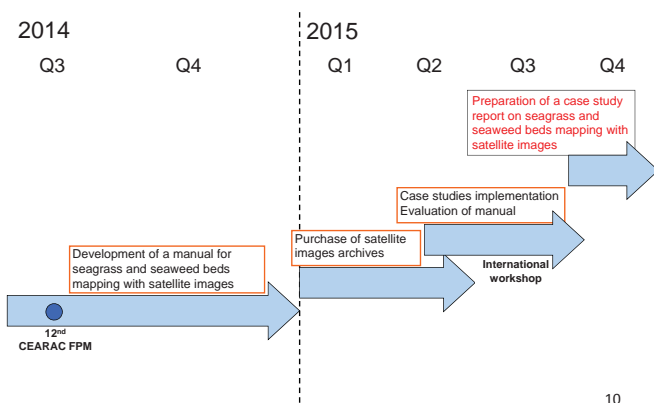 2014
2015
Q3
Q4
Q1
Q2
Q3
Q4
Preparation of a case study
report on seagrass and
seaweed beds mapping with
satellite images
Case studies implementation
Evaluation of manual
Purchase of satellite
images archives
Development of a manual for
seagrass and seaweed beds
mapping with satellite images
International
workshop
12nd
CEARAC FPM
10